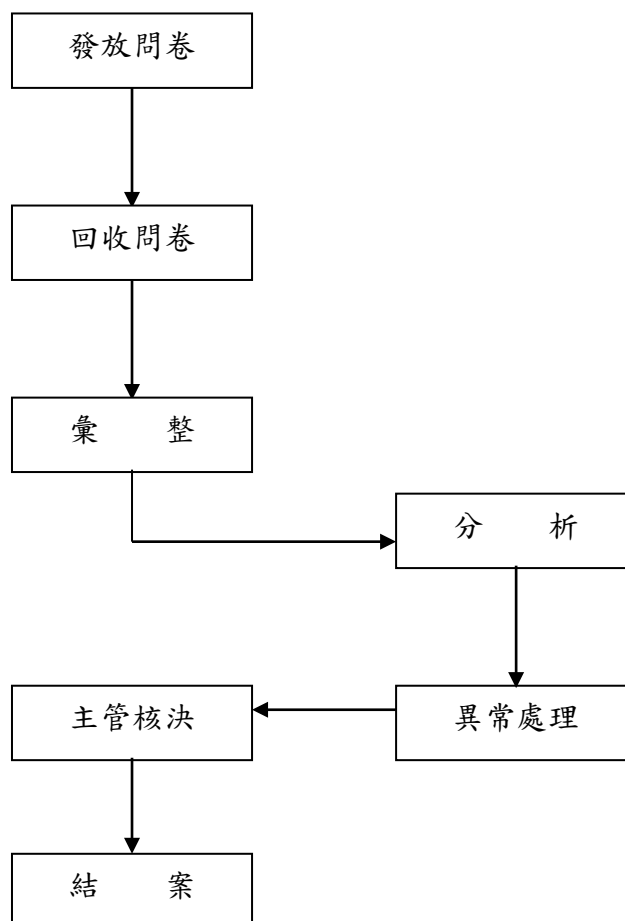 發放問卷
回收問卷
彙 整
分 析
異常處理
主管核決
結 案